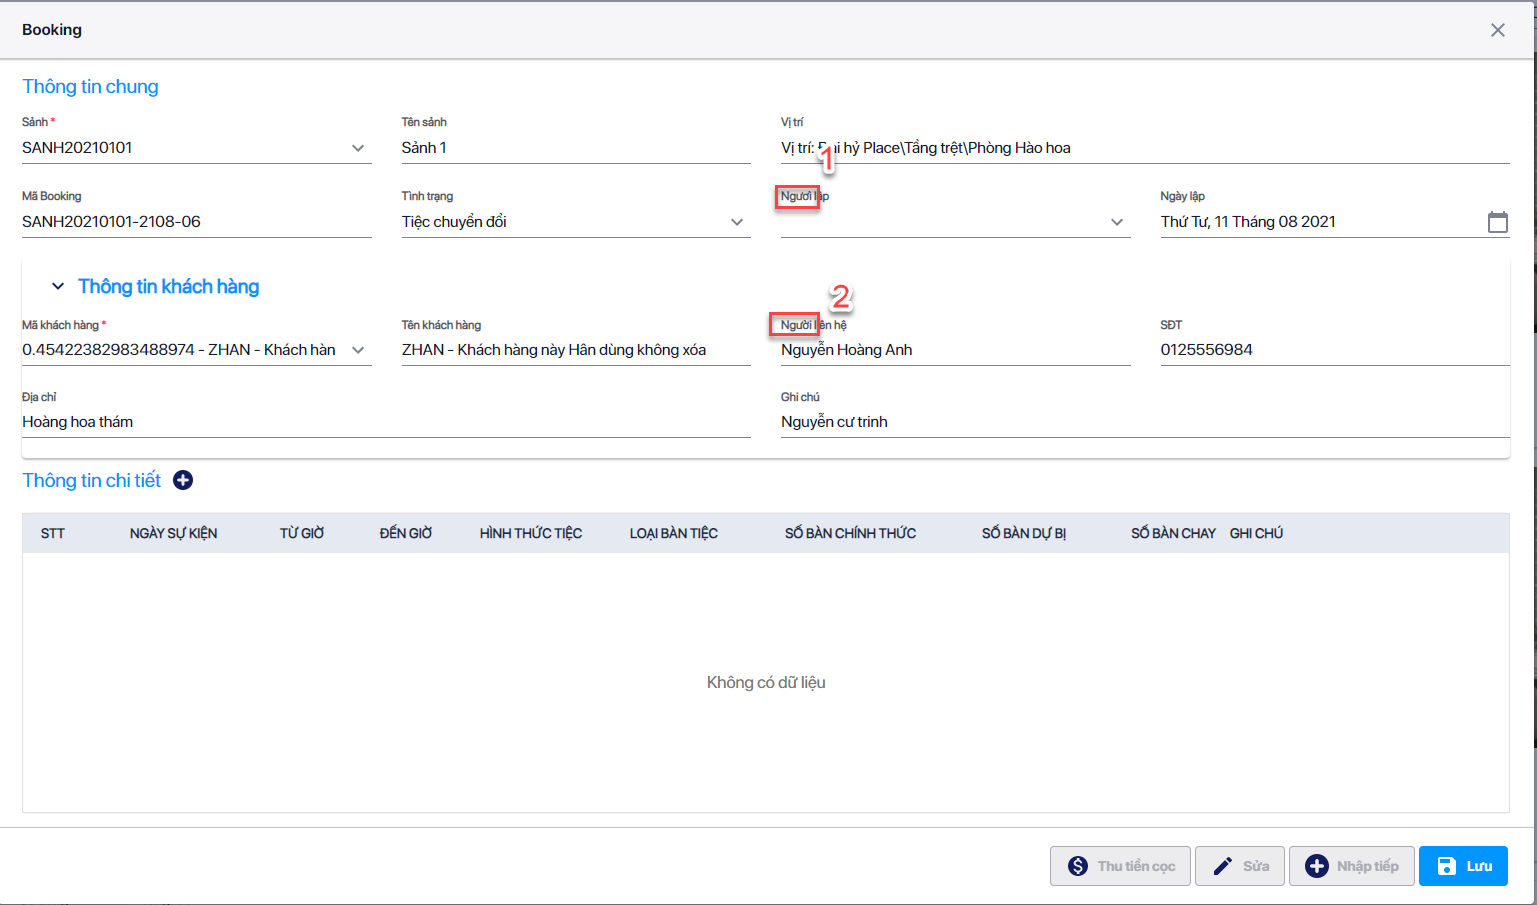 Booking
Thông tin chung
Sảnh *
Tên sảnh
Vị trí
SANH20210101
Sảnh 1
Vị trí: Đại hỷ Place\Tầng trệt\Phòng Hào hoa
1
Mã Booking
Tình trạng
Ngươì lập
Ngày lập
SANH20210101-2108-06
Tiệc chuyển đổi
Thứ Tư, 11 Tháng 08 2021
Thông tin khách hàng
2
Mã khách hàng *
Tên khách hàng
Người liên hệ
SĐT
0.45422382983488974 - ZHAN - Khách hàn
ZHAN - Khách hàng này Hân dùng không xóa
Nguyễn Hoàng Anh
0125556984
Địa chỉ
Ghi chú
Hoàng hoa thám
Nguyễn cư trinh
Thông tin chi tiết
STT NGÀY SỰ KIỆN TỪ GIỜ ĐẾN GIỜ HÌNH THỨC TIỆC LOẠI BÀN TIỆC SỐ BÀN CHÍNH THỨC SỐ BÀN DỰ BỊ SỐ BÀN CHAY GHI CHÚ
Không có dữ liệu
Thu tiền cọc
Sửa
Nhập tiếp
Lưu